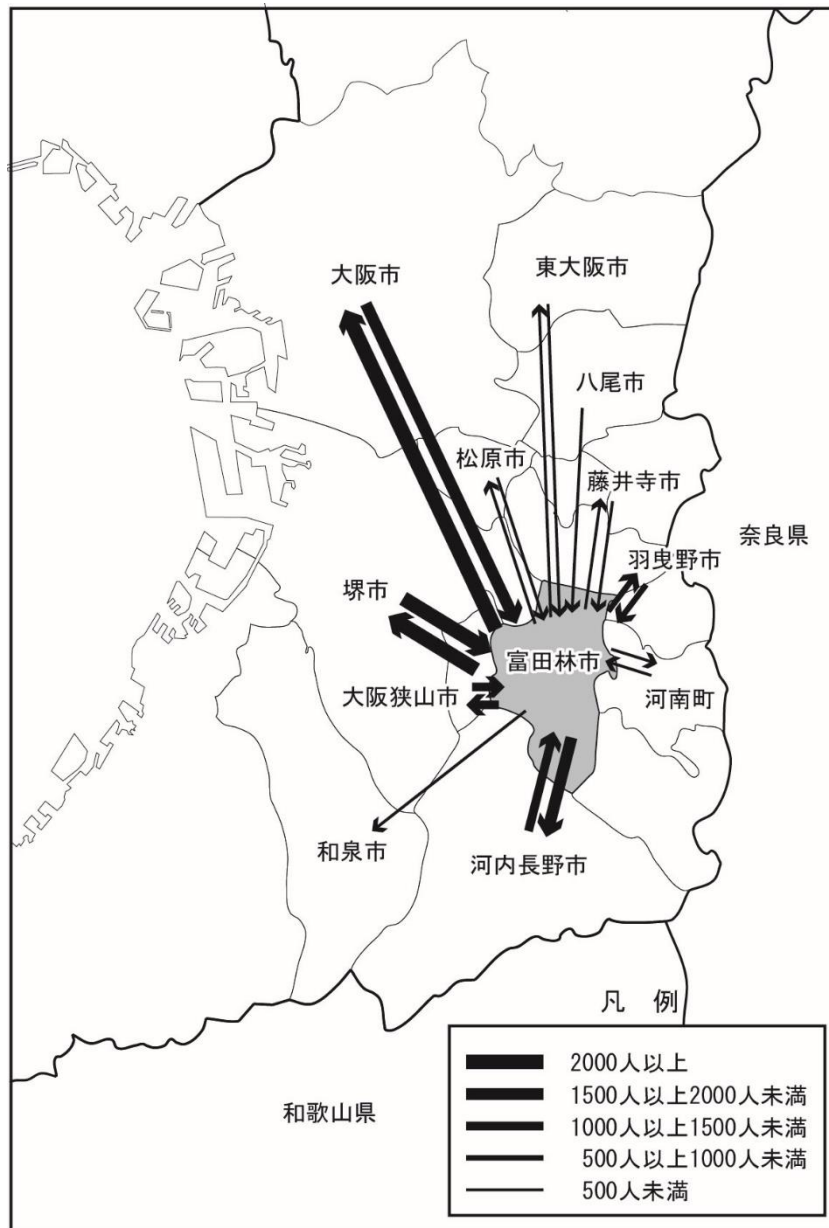 大阪市
東大阪市
八尾市
松原市
藤井寺市
奈良県
羽曳野市
堺市
富田林市
大阪狭山市
河南町
和泉市
河内長野市
凡 例
2000人以上
1500人以上2000人未満
1000人以上1500人未満
500人以上1000人未満
500人未満
和歌山県